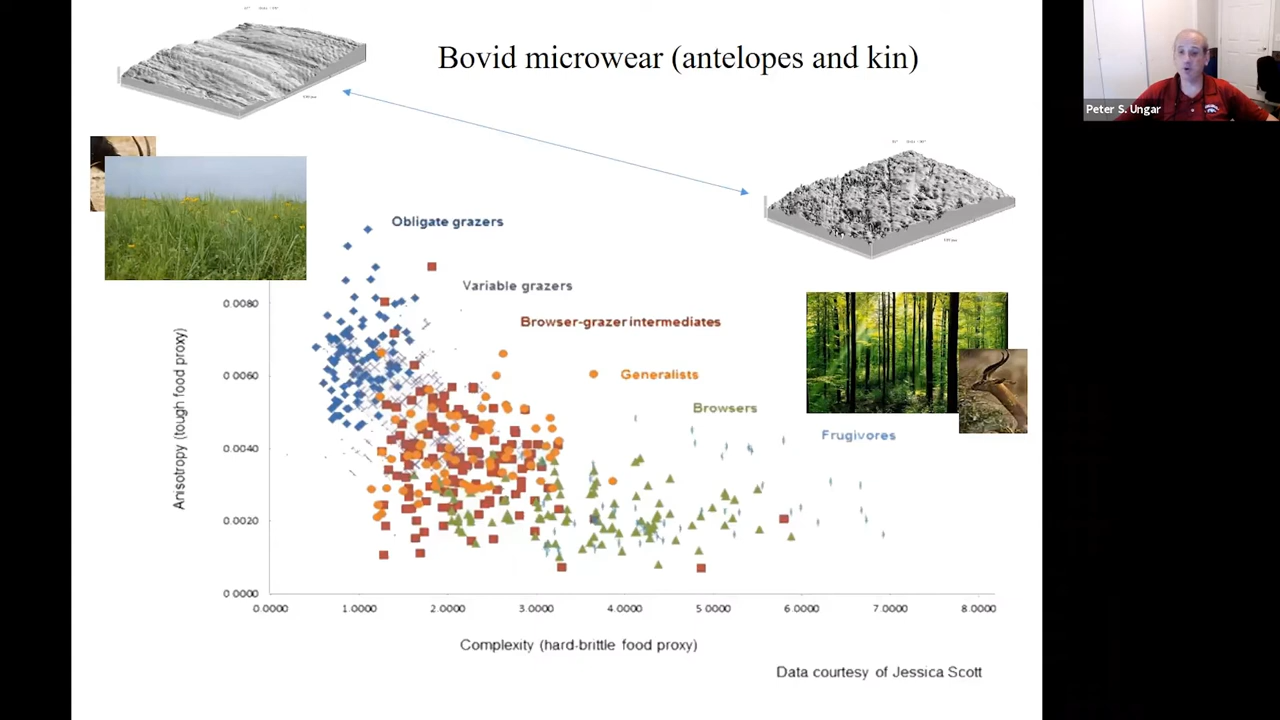 Bovid microwear (antelopes and kin)
Peter S. Ungar
Obligate grazers
Variable grazers
Browser-grazer intermediates
Generalists
Browsers
Frugivores
Anisotropy (tough food proxy)
0.0080
0.0060
0.0040
0.0020
0.0000
0.0000 1.0000 2.0000 3.0000 4.0000 5.0000 6.0000 7.0000 8.0000
Complexity (hard-brittle food proxy)
Data courtesy of Jessica Scott